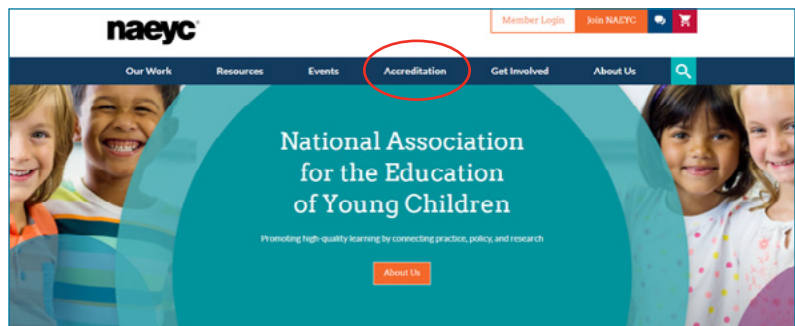 naeyc
Member Login Join NAEYC
Our Work Resources Events Accreditation Get Involved About Us
National Association
for the Education
of Young Children
Promoting high-quality learning by connecting practice, policy, and research
About Us